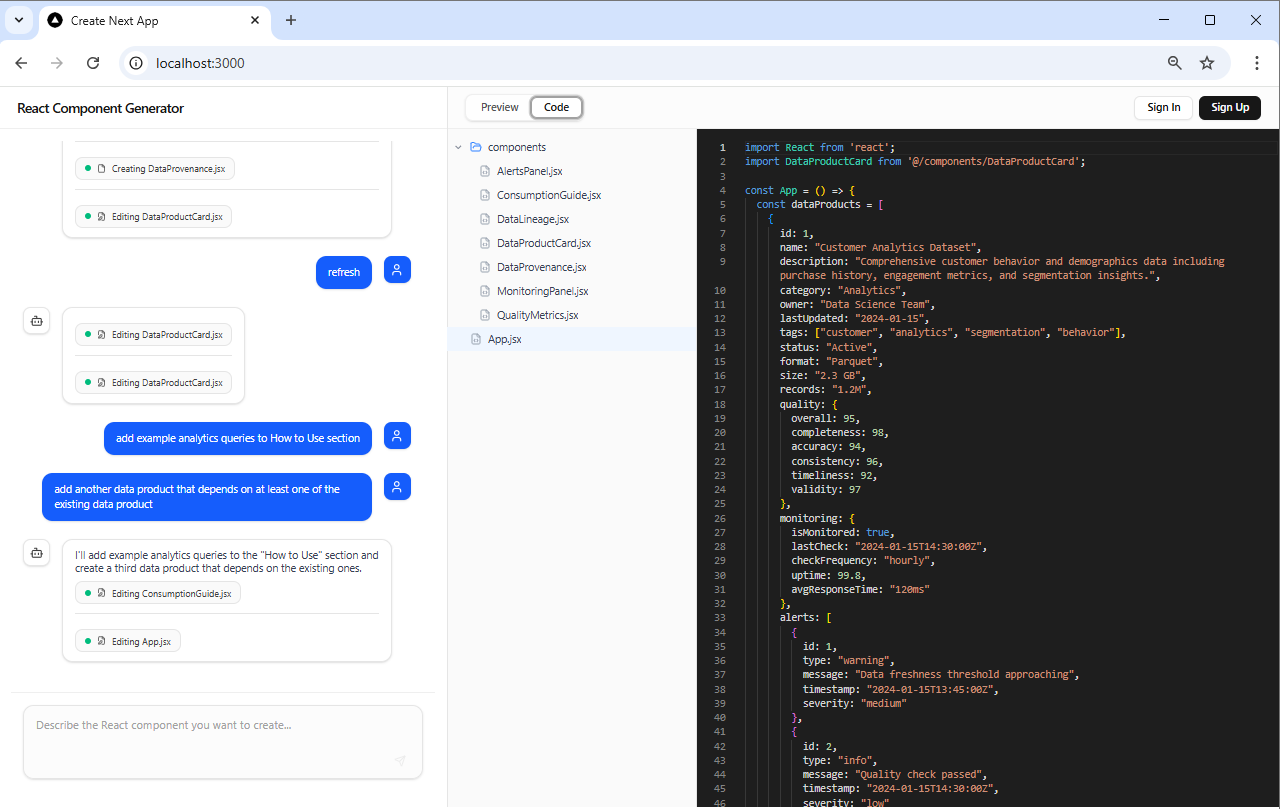 Create Next App
localhost:3000
React Component Generator
Creating DataProvenance.jsx
Editing DataProductCard.jsx
refresh
Editing DataProductCard.jsx
Editing DataProductCard.jsx
add example analytics queries to How to Use section
add another data product that depends on at least one of the
existing data product
I'll add example analytics queries to the "How to Use" section and
create a third data product that depends on the existing ones.
Editing ConsumptionGuide.jsx
Editing App.jsx
Describe the React component you want to create...
Preview
Code
Sign In
Sign Up
components
AlertsPanel.jsx
ConsumptionGuide.jsx
DataLineage.jsx
DataProductCard.jsx
DataProvenance.jsx
MonitoringPanel.jsx
QualityMetrics.jsx
App.jsx
1 import React from 'react';
2 import DataProductCard from '@/components/DataProductCard';
3
4 const App = () => {
5 const dataProducts = [
6 {
7 id: 1,
8 name: "Customer Analytics Dataset",
9 description: "Comprehensive customer behavior and demographics data including
purchase history, engagement metrics, and segmentation insights.",
10 category: "Analytics",
11 owner: "Data Science Team",
12 lastUpdated: "2024-01-15",
13 tags: ["customer", "analytics", "segmentation", "behavior"],
14 status: "Active",
15 format: "Parquet",
16 size: "2.3 GB",
17 records: "1.2M",
18 quality: {
19 overall: 95,
20 completeness: 98,
21 accuracy: 94,
22 consistency: 96,
23 timeliness: 92,
24 validity: 97
25 },
26 monitoring: {
27 isMonitored: true,
28 lastCheck: "2024-01-15T14:30:00Z",
29 checkFrequency: "hourly",
30 uptime: 99.8,
31 avgResponseTime: "120ms"
32 },
33 alerts: [
34 {
35 id: 1,
36 type: "warning",
37 message: "Data freshness threshold approaching",
38 timestamp: "2024-01-15T13:45:00Z",
39 severity: "medium"
40 },
41 {
42 id: 2,
43 type: "info",
44 message: "Quality check passed",
45 timestamp: "2024-01-15T14:30:00Z",
46 severity: "low"